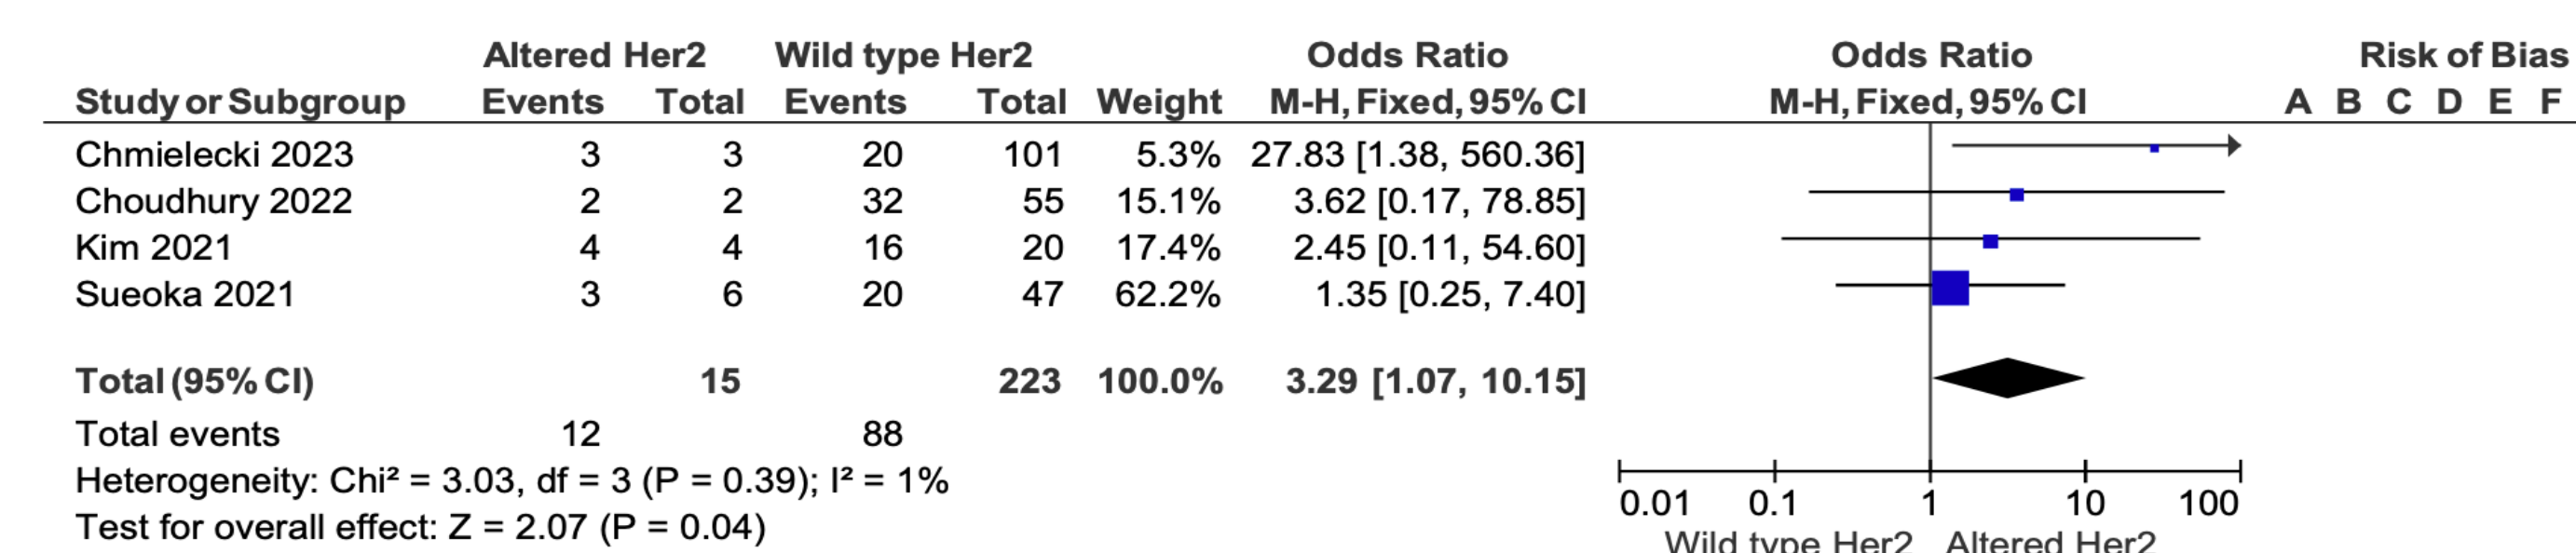 Altered Her2 Wild type Her2 Odds Ratio Odds Ratio Risk of Bias
Study or Subgroup Events Total Events Total Weight M-H, Fixed, 95% CI M-H, Fixed, 95% CI A B C D E F
Chmielecki 2023 3 3 20 101 5.3% 27.83 [1.38, 560.36]
Choudhury 2022 2 2 32 55 15.1% 3.62 [0.17, 78.85]
Kim 2021 4 4 16 20 17.4% 2.45 [0.11, 54.60]
Sueoka 2021 3 6 20 47 62.2% 1.35 [0.25, 7.40]
Total (95% CI) 15 223 100.0% 3.29 [1.07, 10.15]
Total events 12 88
Heterogeneity: Chi² = 3.03, df = 3 (P = 0.39); I² = 1%
Test for overall effect: Z = 2.07 (P = 0.04)
0.01 0.1 1 10 100
Wild type Her2 Altered Her2